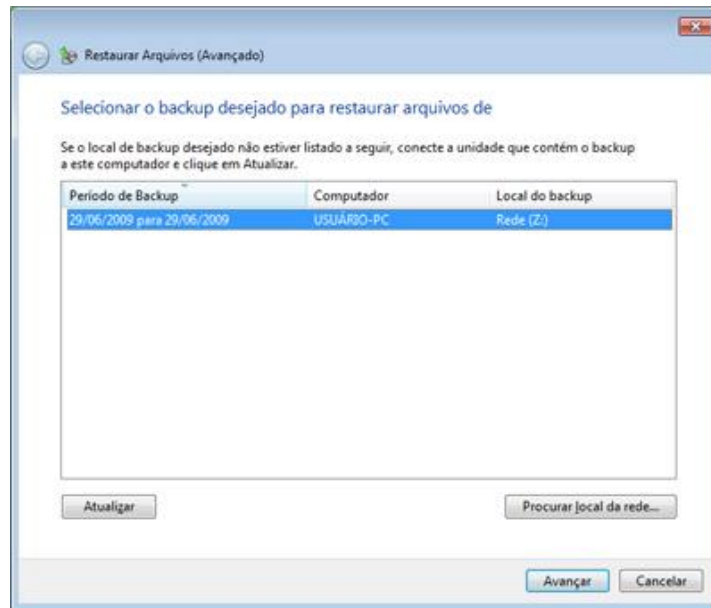 Restaurar Arquivos (Avançado)
Selecionar o backup desejado para restaurar arquivos de
Se o local de backup desejado não estiver listado a seguir, conecte a unidade que contém o backup
a este computador e clique em Atualizar.
Período de Backup Computador Local do backup
29/06/2009 para 29/06/2009 USUÁRIO-PC Rede (Z:)
Atualizar Procurar local da rede...
Avançar Cancelar